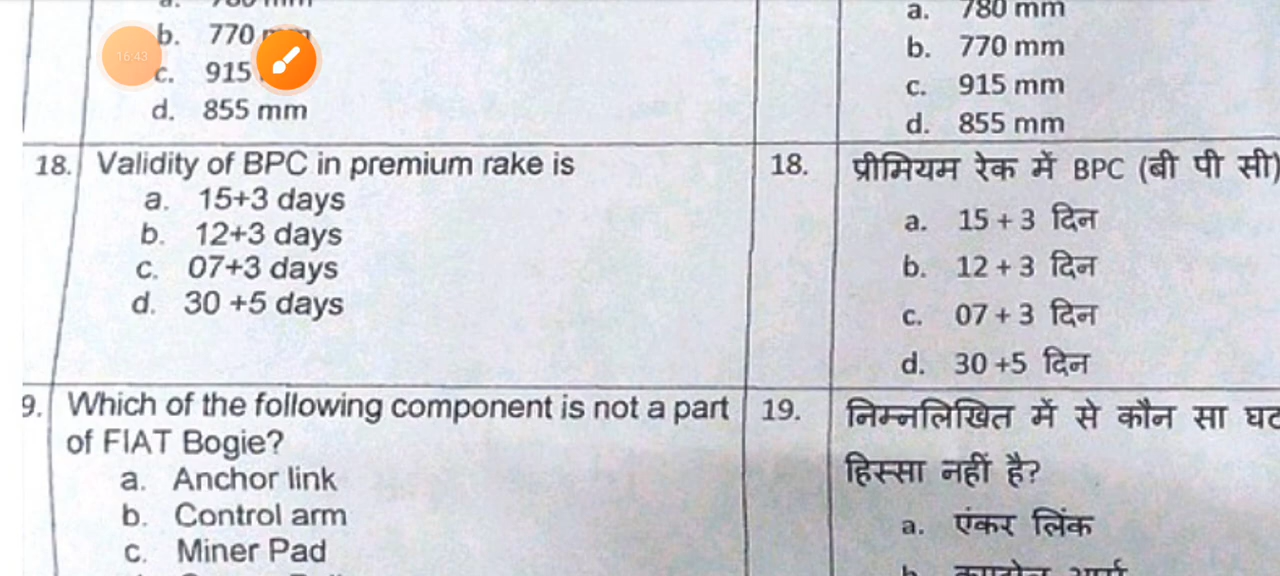 b. 770
16:43
c. 915
d. 855 mm
a. 780 mm
b. 770 mm
c. 915 mm
d. 855 mm
18. Validity of BPC in premium rake is
a. 15+3 days
b. 12+3 days
c. 07+3 days
d. 30 +5 days
18. प्रीमियम रेक में BPC (बी पी सी)
a. 15 + 3 दिन
b. 12 + 3 दिन
c. 07 + 3 दिन
d. 30 +5 दिन
9. Which of the following component is not a part
of FIAT Bogie?
a. Anchor link
b. Control arm
c. Miner Pad
19. निम्नलिखित में से कौन सा
हिस्सा नहीं है?
a. एंकर लिंक